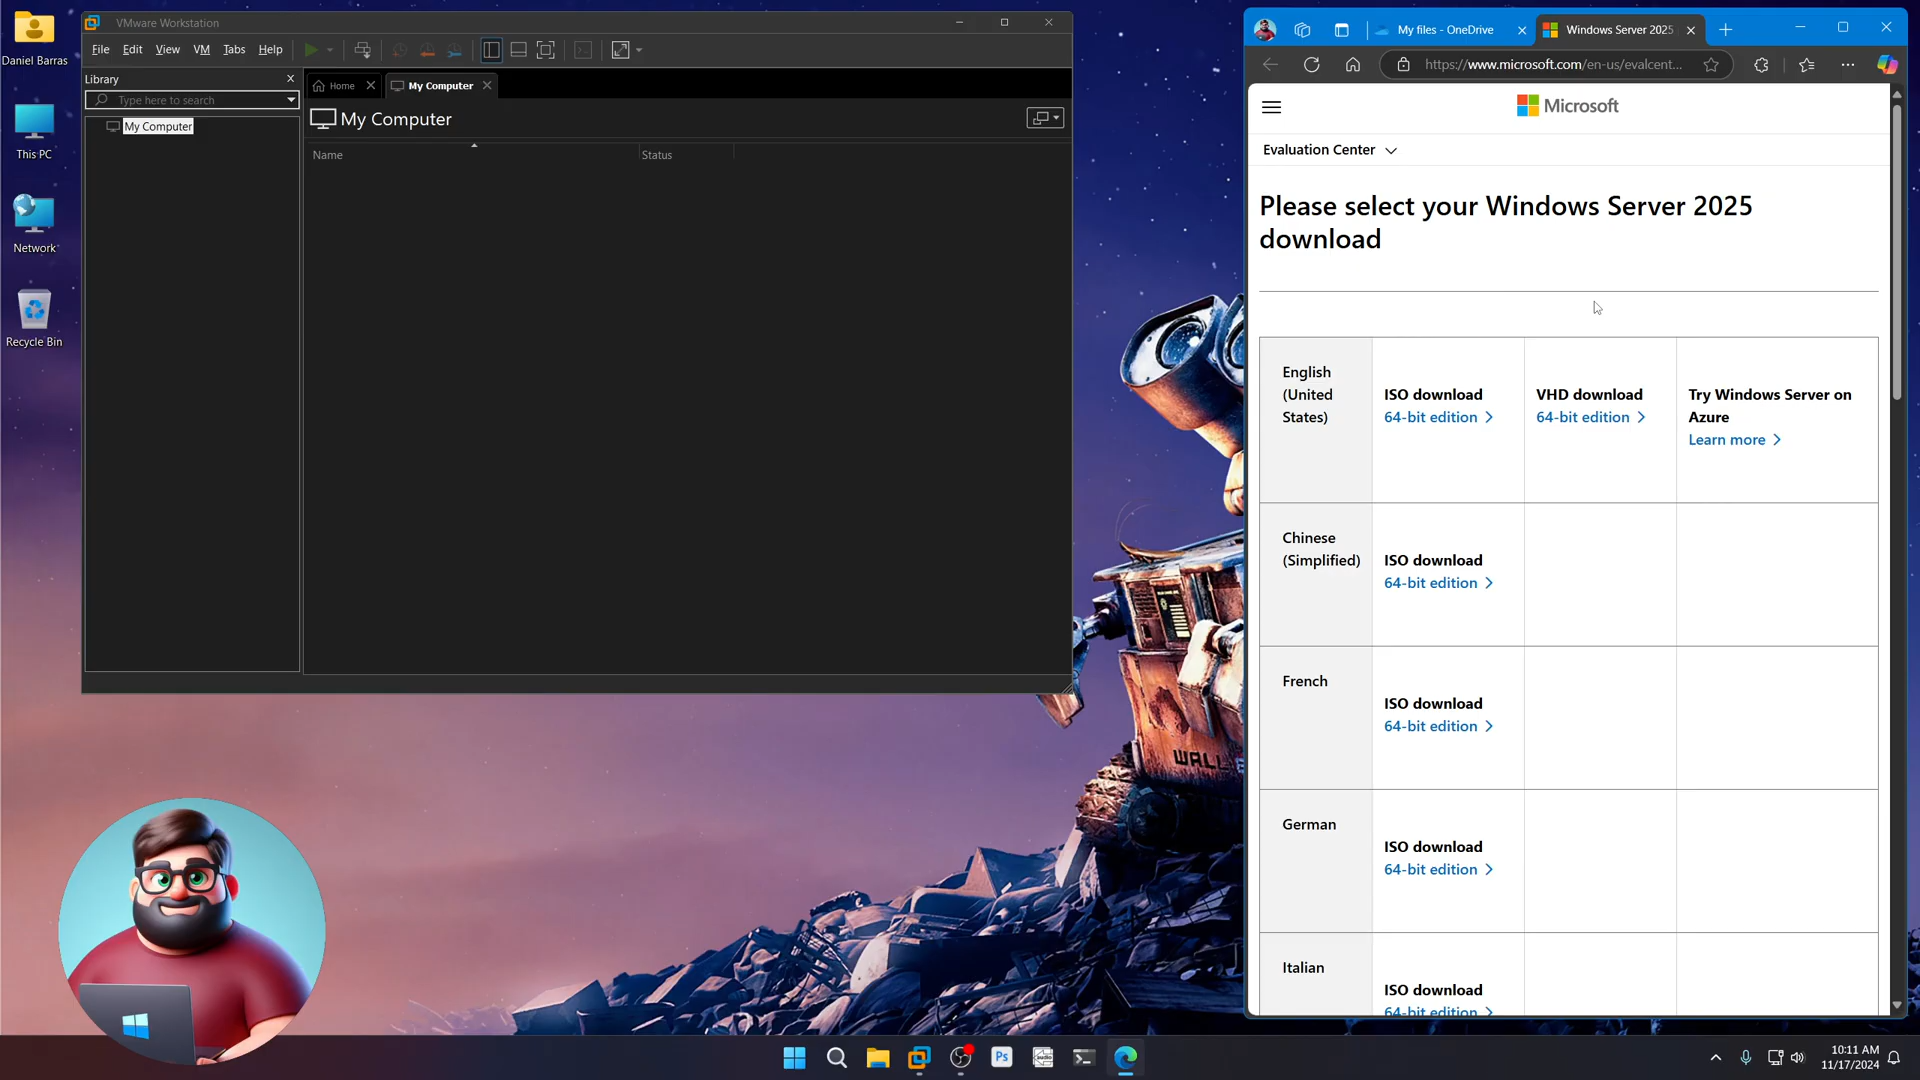 Daniel Barras
This PC
Network
Recycle Bin
VMware Workstation
File Edit View VM Tabs Help
Library
Type here to search
My Computer
Home
My Computer
My Computer
Name
Status
WALL
My files - OneDrive
Windows Server 2025
https://www.microsoft.com/en-us/evalcent...
Microsoft
Evaluation Center
Please select your Windows Server 2025
download
English
(United
States)
ISO download
64-bit edition
VHD download
64-bit edition
Try Windows Server on
Azure
Learn more
Chinese
(Simplified)
ISO download
64-bit edition
French
ISO download
64-bit edition
German
ISO download
64-bit edition
Italian
ISO download
64-bit edition
Ps
10:11 AM
11/17/2024